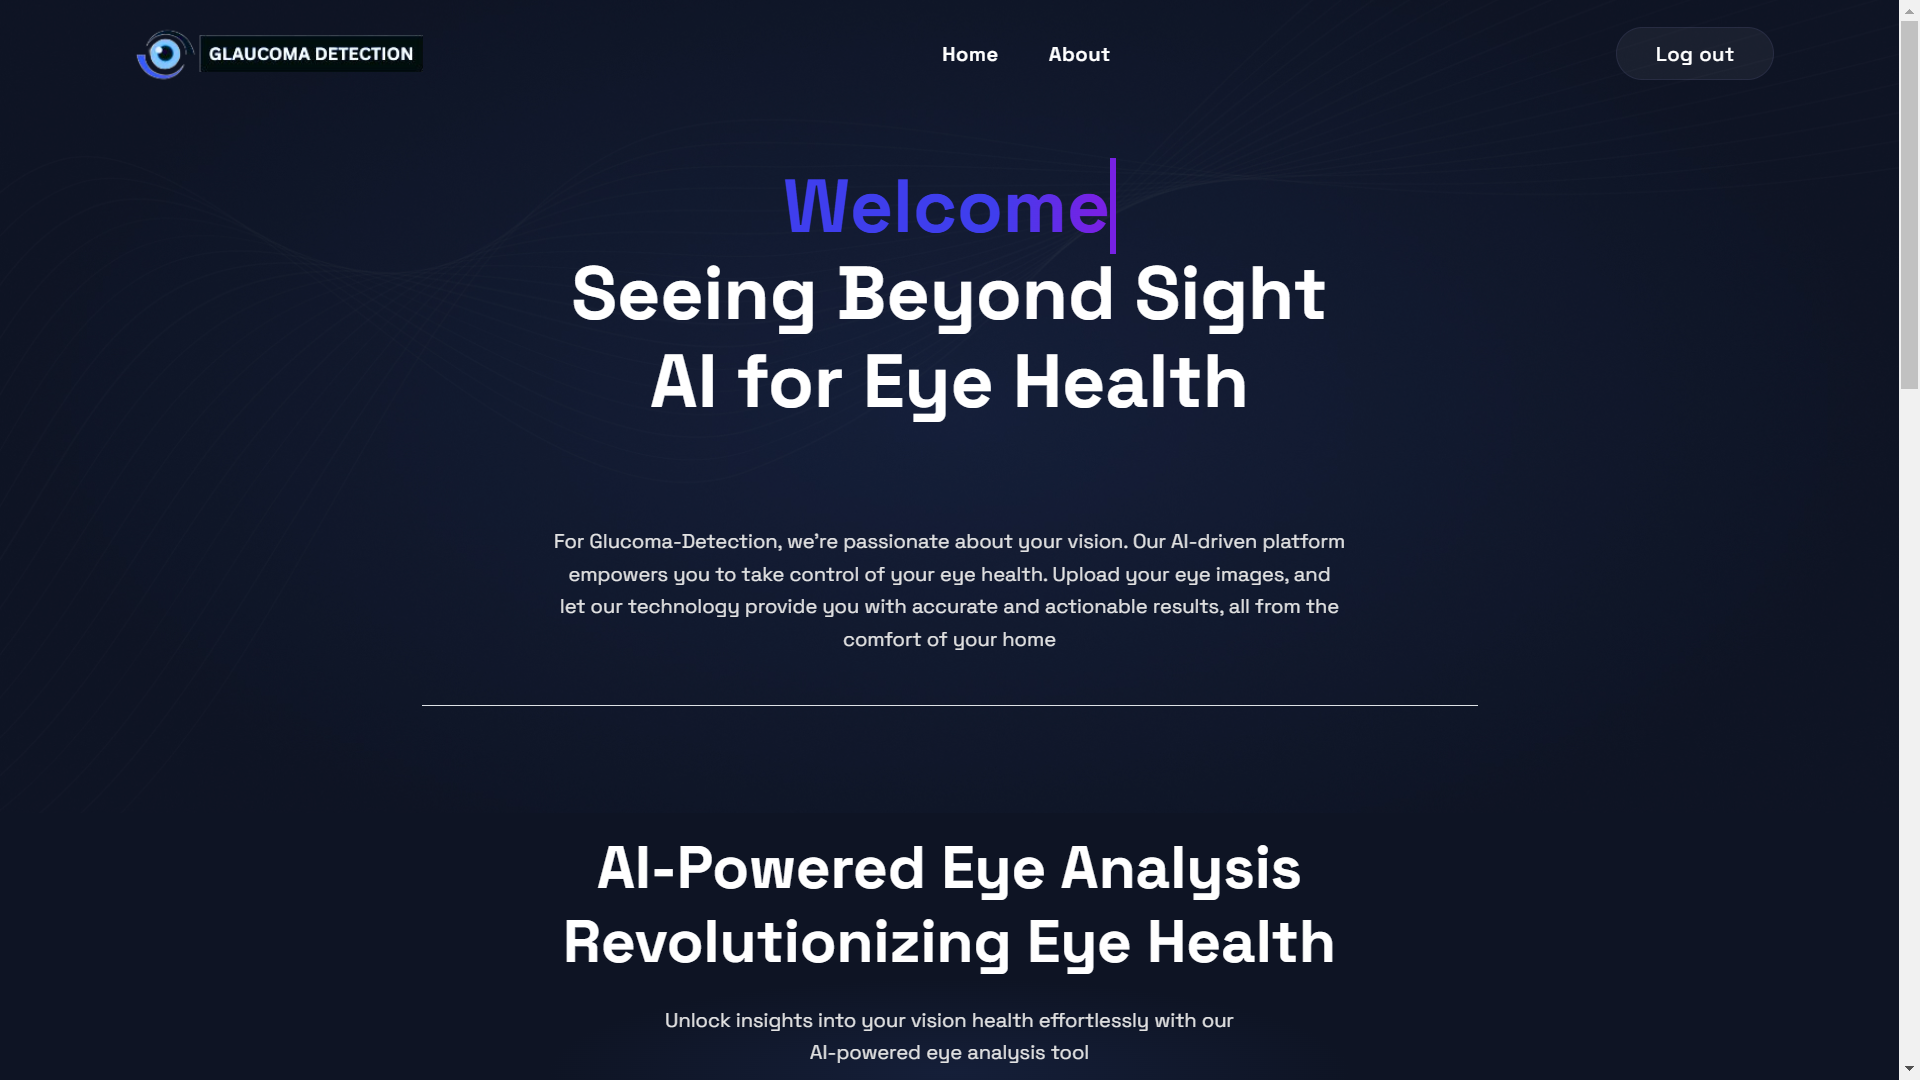 GLAUCOMA DETECTION
Home
About
Log out
Welcome
Seeing Beyond Sight
AI for Eye Health
For Glucoma-Detection, we’re passionate about your vision. Our AI-driven platform
empowers you to take control of your eye health. Upload your eye images, and
let our technology provide you with accurate and actionable results, all from the
comfort of your home
AI-Powered Eye Analysis
Revolutionizing Eye Health
Unlock insights into your vision health effortlessly with our
AI-powered eye analysis tool